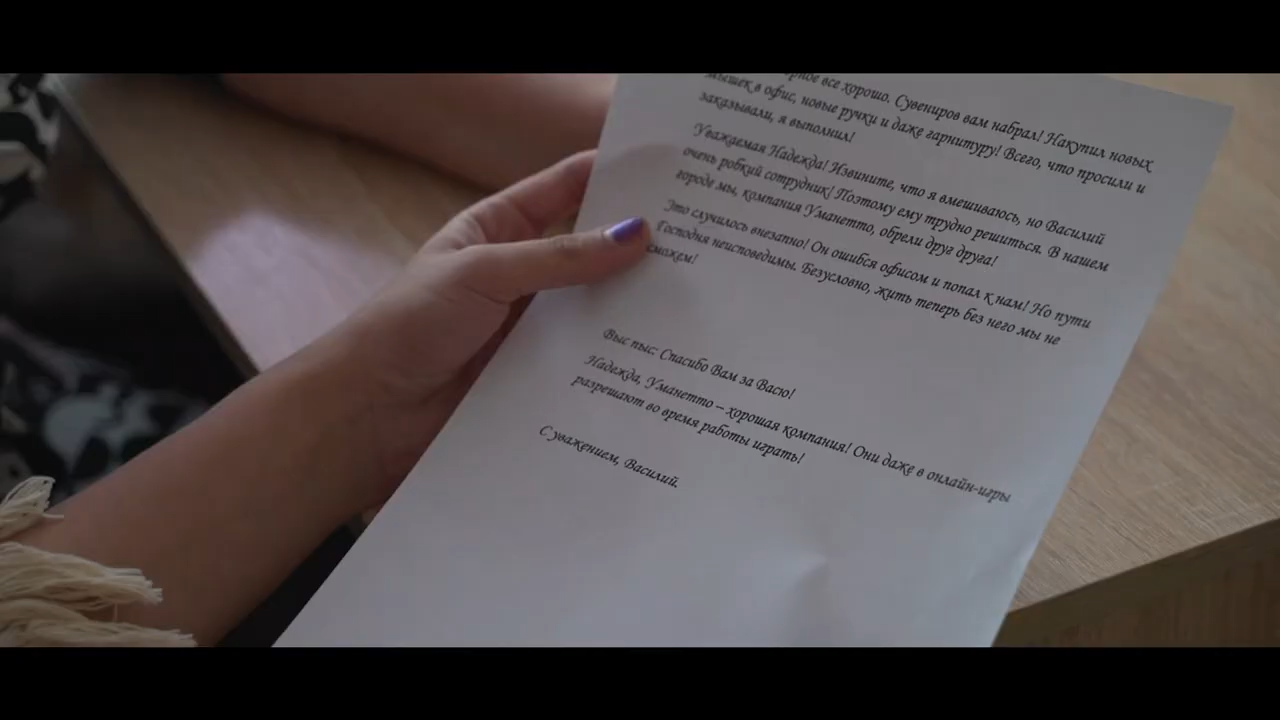 все хорошо. Сувениров вам набрал! Накупил новых
мышек в офис, новые ручки и даже гарнитуру! Всего, что просили и
заказывали, я выполнил!
Уважаемая Надежда! Извините, что я вмешиваюсь, но Василий
очень робкий сотрудник! Поэтому ему трудно решиться. В нашем
городе мы, компания Уманетто, обрели друг друга!
Это случилось внезапно! Он ошибся офисом и попал к нам! Но пути
Господня неисповедимы. Безусловно, жить теперь без него мы не
сможем!
Выс пыс: Спасибо Вам за Васю!
Надежда, Уманетто – хорошая компания! Они даже в онлайн-игры
разрешают во время работы играть!
С уважением, Василий.